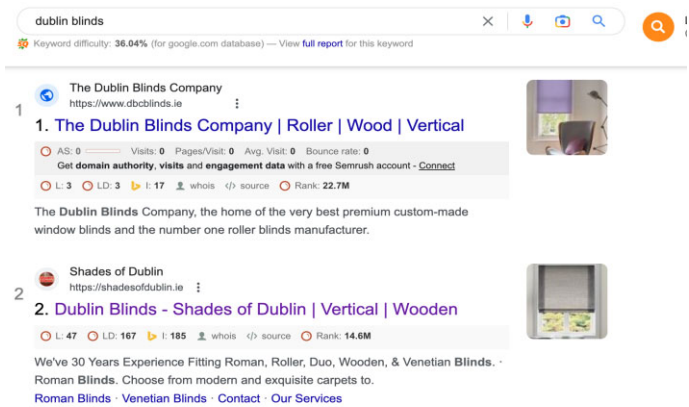 dublin blinds
Keyword difficulty: 36.04% (for google.com database) — View full report for this keyword
1
The Dublin Blinds Company
https://www.dbcblinds.ie
1. The Dublin Blinds Company | Roller | Wood | Vertical
AS: 0 Visits: 0 Pages/Visit: 0 Avg. Visit: 0 Bounce rate: 0
Get domain authority, visits and engagement data with a free Semrush account - Connect
L: 3 LD: 3 I: 17 whois </> source Rank: 22.7M
The Dublin Blinds Company, the home of the very best premium custom-made
window blinds and the number one roller blinds manufacturer.
2
Shades of Dublin
https://shadesofdublin.ie
2. Dublin Blinds - Shades of Dublin | Vertical | Wooden
L: 47 LD: 167 I: 185 whois </> source Rank: 14.6M
We've 30 Years Experience Fitting Roman, Roller, Duo, Wooden, & Venetian Blinds. ·
Roman Blinds. Choose from modern and exquisite carpets to.
Roman Blinds · Venetian Blinds · Contact · Our Services